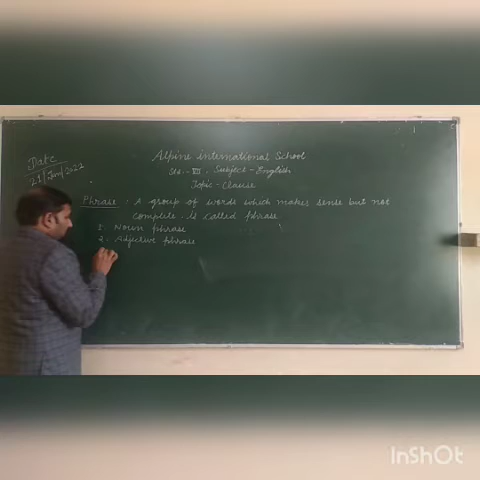 Alpine international School
Date
21/Jan/2022
Std.- VII. Subject - English
Topic - Clause
Phrase : A group of words which makes sense but not
complete. is called phrase
1. Noun phrase
2. Adjective phrase
InShOt